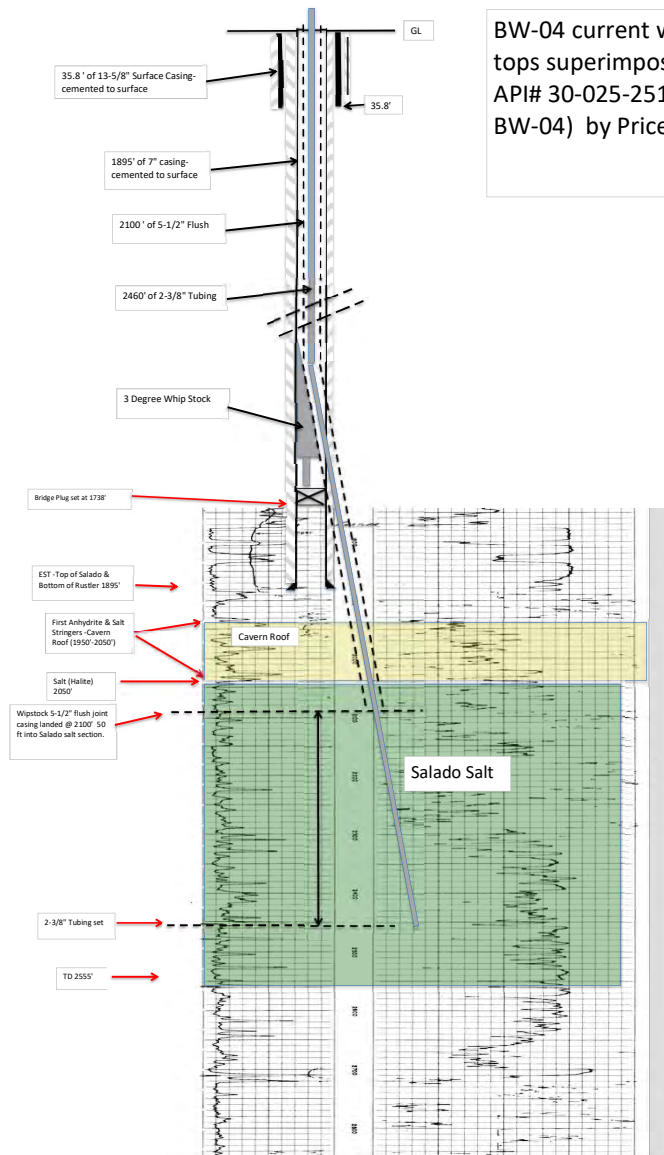 GL
BW-04 current w
tops superimpos
API# 30-025-251
BW-04)  by Price
35.8 ' of 13-5/8" Surface Casing-
cemented to surface
35.8'
1895' of 7" casing-
cemented to surface
2100 ' of 5-1/2" Flush
2460' of 2-3/8" Tubing
3 Degree Whip Stock
Bridge Plug set at 1738'
EST -Top of Salado &
Bottom of Rustler 1895'
First Anhydrite & Salt
Stringers -Cavern
Roof (1950'-2050')
Cavern Roof
Salt (Halite)
2050'
Wipstock 5-1/2" flush joint
casing landed @ 2100'  50
ft into Salado salt section.
Salado Salt
2-3/8" Tubing set
TD 2555'